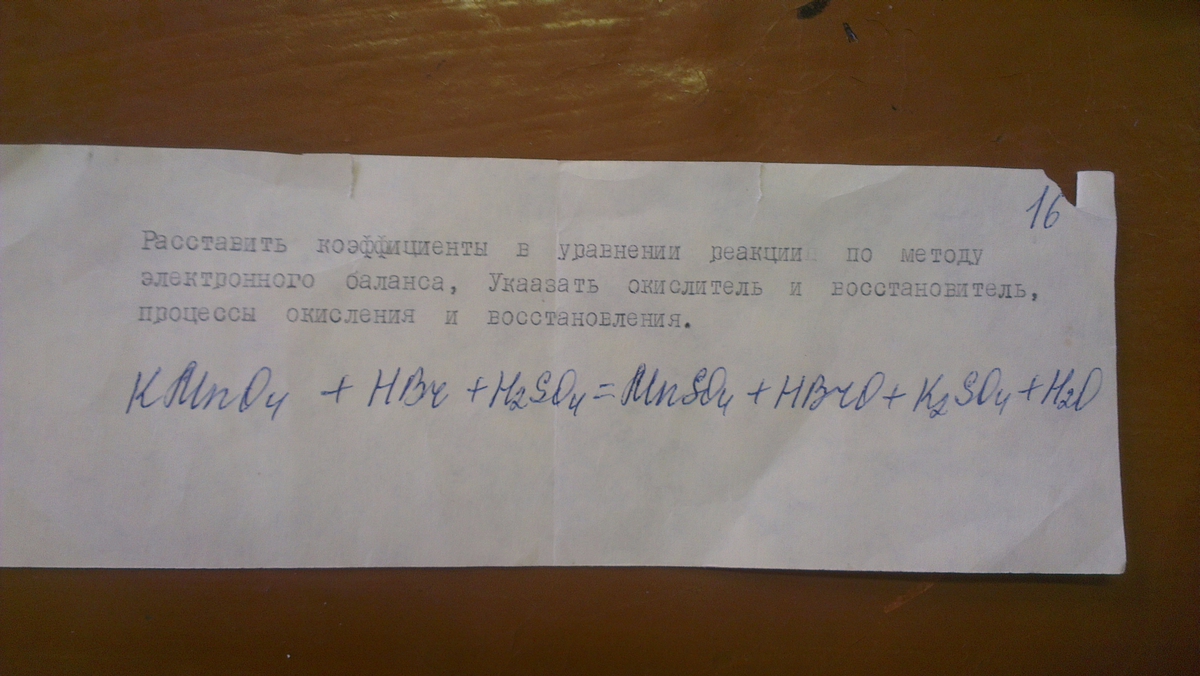 16
Расставить коэффициенты в уравнении реакции по методу
электронного баланса, Укаазать окислитель и восстановитель,
процессы окисления и восстановления.
KMnO₄ + HBr + H₂SO₄ = MnSO₄ + HBrO + K₂SO₄ + H₂O